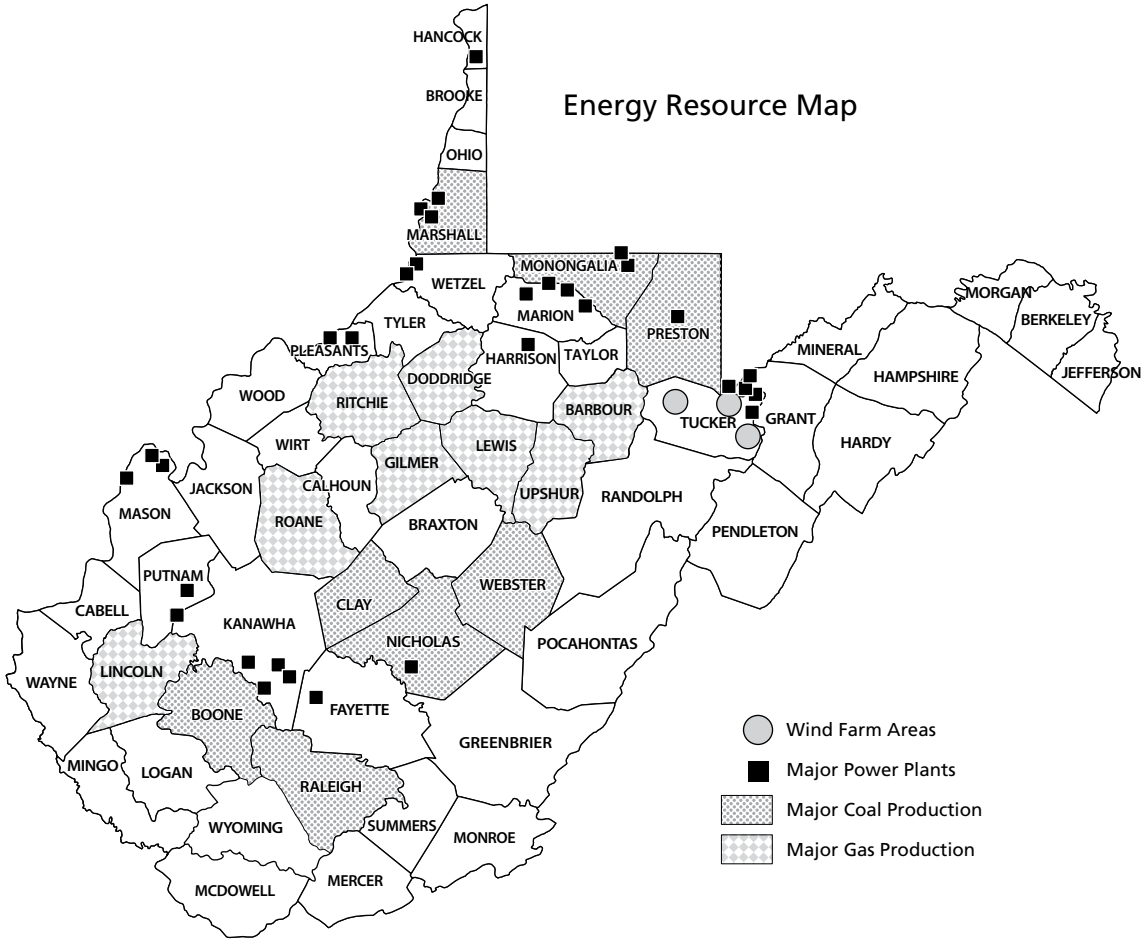 HANCOCK
Energy Resource Map
BROOKE
OHIO
MARSHALL
WETZEL
MONONGALIA
MARION
PRESTON
TYLER
PLEASANTS
HARRISON
TAYLOR
DODDRIDGE
RITCHIE
WOOD
BARBOUR
TUCKER
GRANT
MINERAL
HAMPSHIRE
MORGAN
BERKELEY
JEFFERSON
HARDY
WIRT
LEWIS
GILMER
CALHOUN
JACKSON
UPSHUR
RANDOLPH
MASON
ROANE
BRAXTON
PENDLETON
PUTNAM
CLAY
WEBSTER
CABELL
KANAWHA
NICHOLAS
POCAHONTAS
LINCOLN
WAYNE
BOONE
FAYETTE
GREENBRIER
MINGO
LOGAN
RALEIGH
WYOMING
SUMMERS
MONROE
MCDOWELL
MERCER
Wind Farm Areas
Major Power Plants
Major Coal Production
Major Gas Production